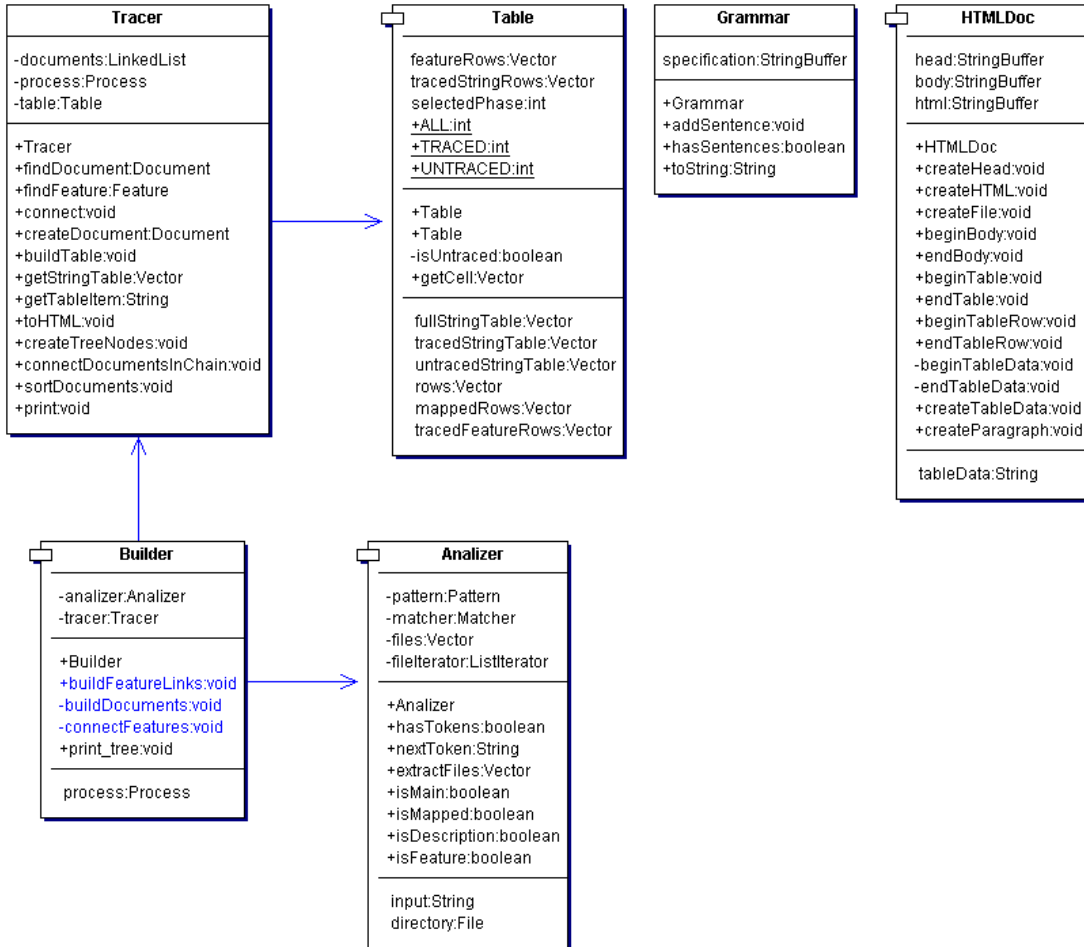 Tracer
-documents:LinkedList
-process:Process
-table:Table
+Tracer
+findDocument:Document
+findFeature:Feature
+connect:void
+createDocument:Document
+buildTable:void
+getStringTable:Vector
+getTableItem:String
+toHTML:void
+createTreeNodes:void
+connectDocumentsInChain:void
+sortDocuments:void
+print:void
Table
featureRows:Vector
tracedStringRows:Vector
selectedPhase:int
+ALL:int
+TRACED:int
+UNTRACED:int
+Table
+Table
-isUntraced:boolean
+getCell:Vector
fullStringTable:Vector
tracedStringTable:Vector
untracedStringTable:Vector
rows:Vector
mappedRows:Vector
tracedFeatureRows:Vector
Grammar
specification:StringBuffer
+Grammar
+addSentence:void
+hasSentences:boolean
+toString:String
HTMLDoc
head:StringBuffer
body:StringBuffer
html:StringBuffer
+HTMLDoc
+createHead:void
+createHTML:void
+createFile:void
+beginBody:void
+endBody:void
+beginTable:void
+endTable:void
+beginTableRow:void
+endTableRow:void
-beginTableData:void
-endTableData:void
+createTableData:void
+createParagraph:void
tableData:String
Builder
-analizer:Analizer
-tracer:Tracer
+Builder
+buildFeatureLinks:void
-buildDocuments:void
-connectFeatures:void
+print_tree:void
process:Process
Analizer
-pattern:Pattern
-matcher:Matcher
-files:Vector
-fileIterator:ListIterator
+Analizer
+hasTokens:boolean
+nextToken:String
+extractFiles:Vector
+isMain:boolean
+isMapped:boolean
+isDescription:boolean
+isFeature:boolean
input:String
directory:File